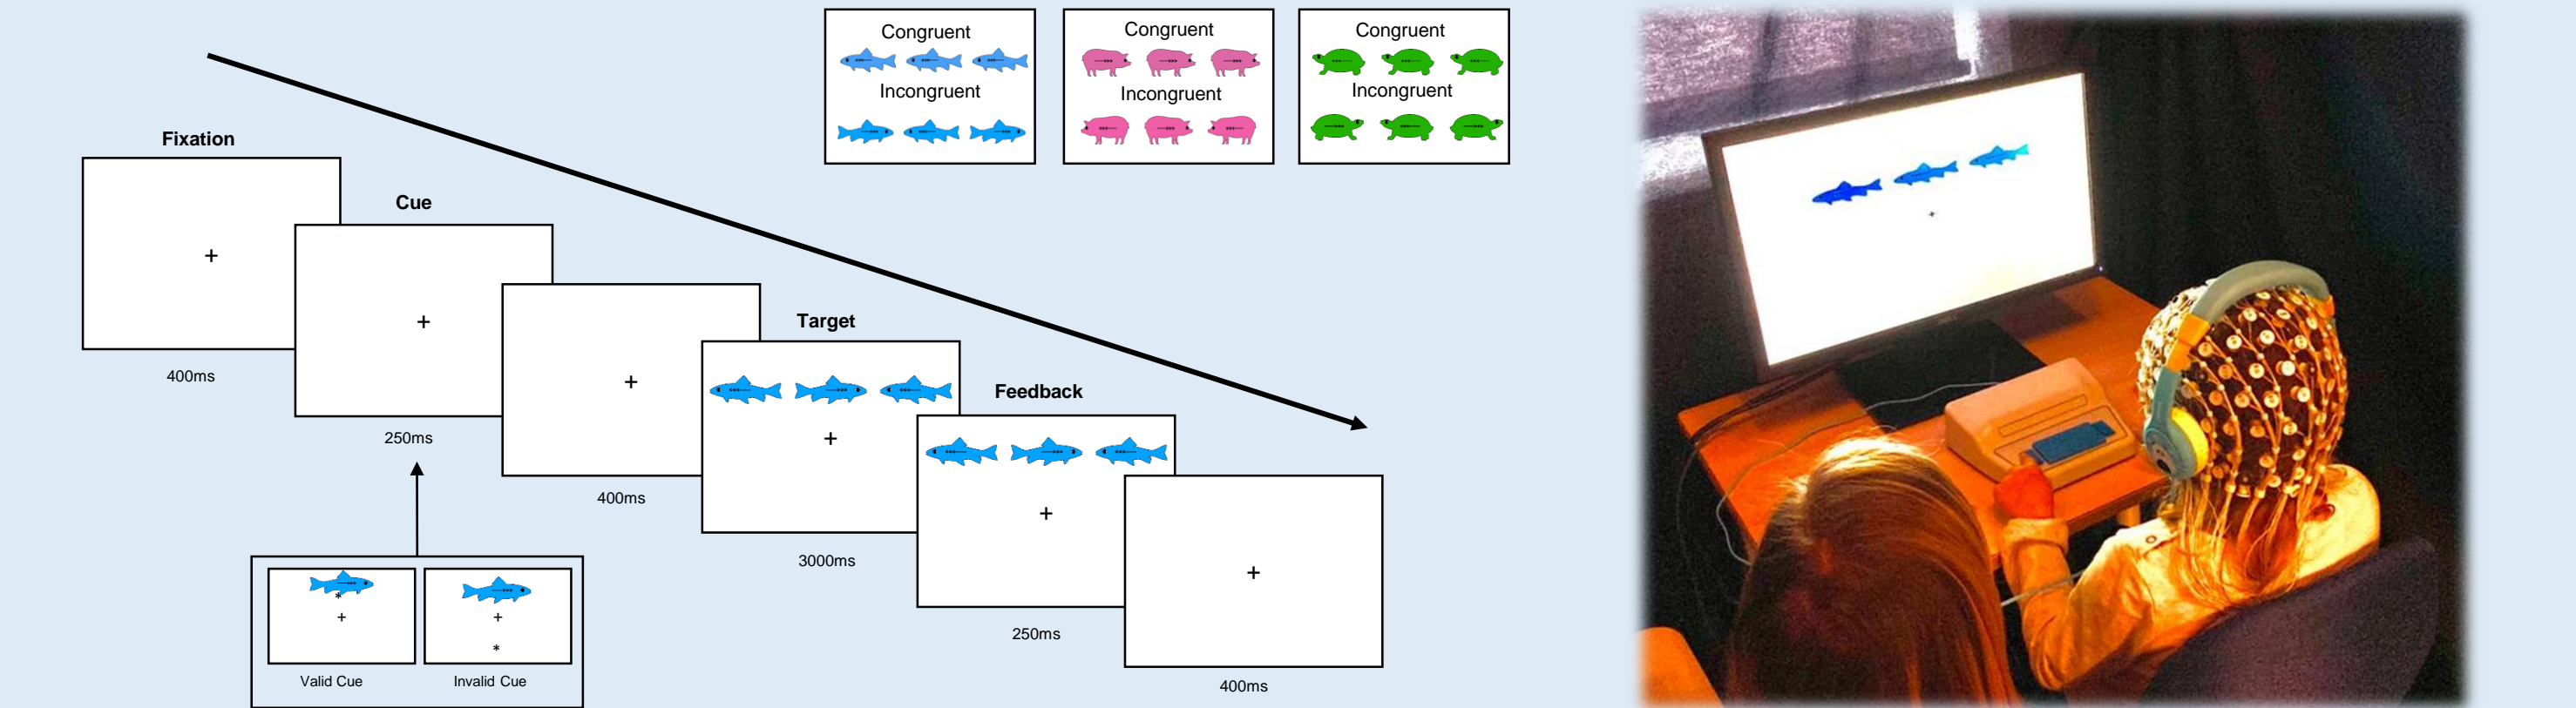 Fixation
+
400ms
Cue
+
250ms
*
+
Valid Cue
+
*
Invalid Cue
+
400ms
Target
+
3000ms
Feedback
+
250ms
+
400ms
Congruent
Incongruent
Congruent
Incongruent
Congruent
Incongruent
+